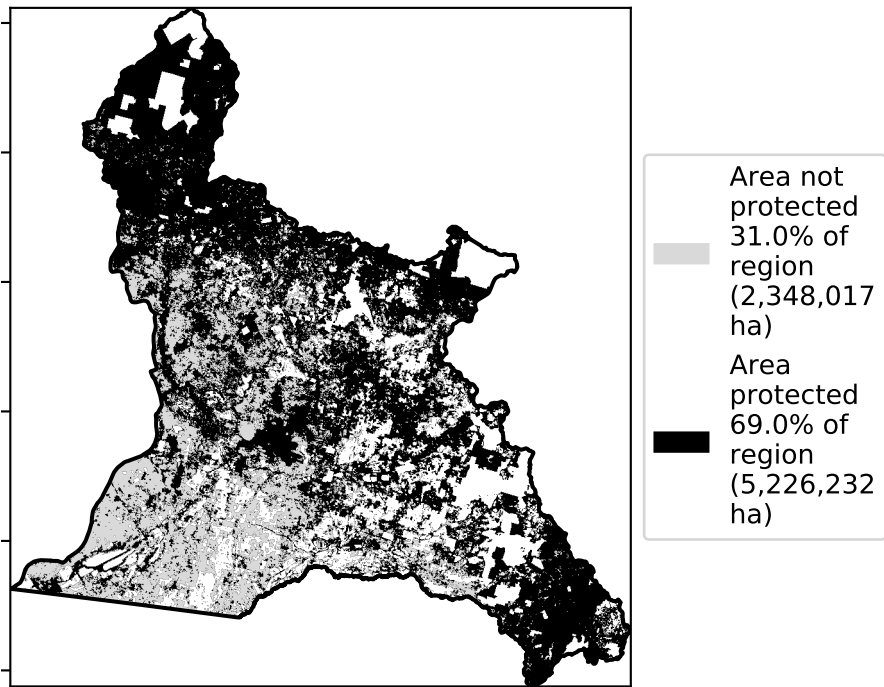 Area not
protected
31.0% of
region
(2,348,017
ha)
Area
protected
69.0% of
region
(5,226,232
ha)